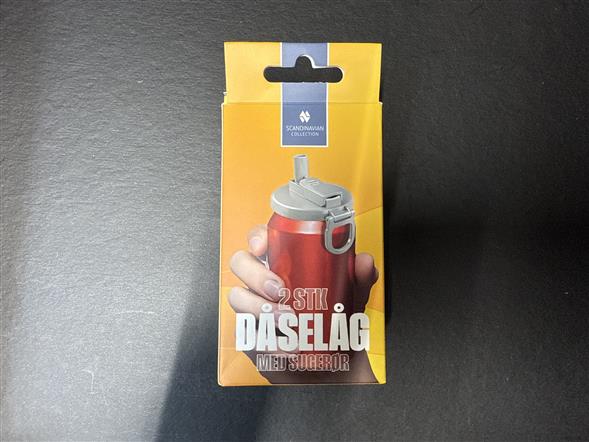 SCANDINAVIAN
COLLECTION
2 STK
DÅSELÅG
MED SUGERØR